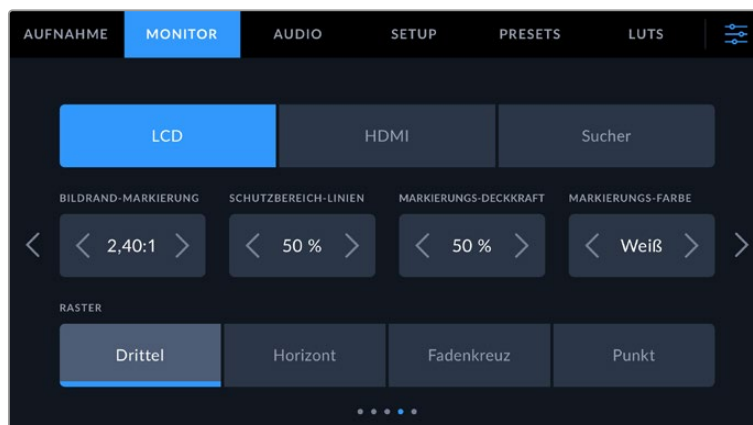 AUFNAHME MONITOR AUDIO SETUP PRESETS LUTS
LCD HDMI Sucher
BILDRAND-MARKIERUNG SCHUTZBEREICH-LINIEN MARKIERUNGS-DECKKRAFT MARKIERUNGS-FARBE
2,40:1 50 % 50 % Weiß
RASTER
Drittel Horizont Fadenkreuz Punkt